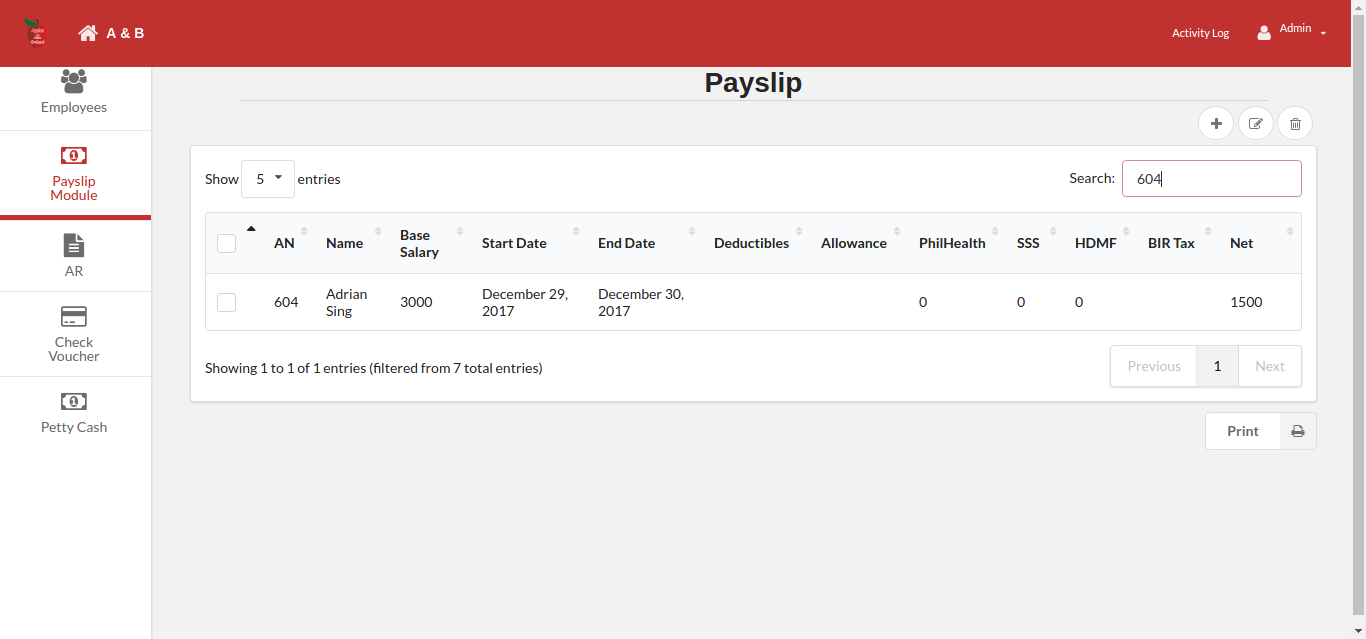 A & B
Activity Log
Admin
Employees
Payslip
Module
AR
Check
Voucher
Petty Cash
Payslip
Show 5 entries
Search: 604
AN Name Base Salary Start Date End Date Deductibles Allowance PhilHealth SSS HDMF BIR Tax Net
604 Adrian Sing 3000 December 29, 2017 December 30, 2017 0 0 0 1500
Showing 1 to 1 of 1 entries (filtered from 7 total entries)
Previous 1 Next
Print